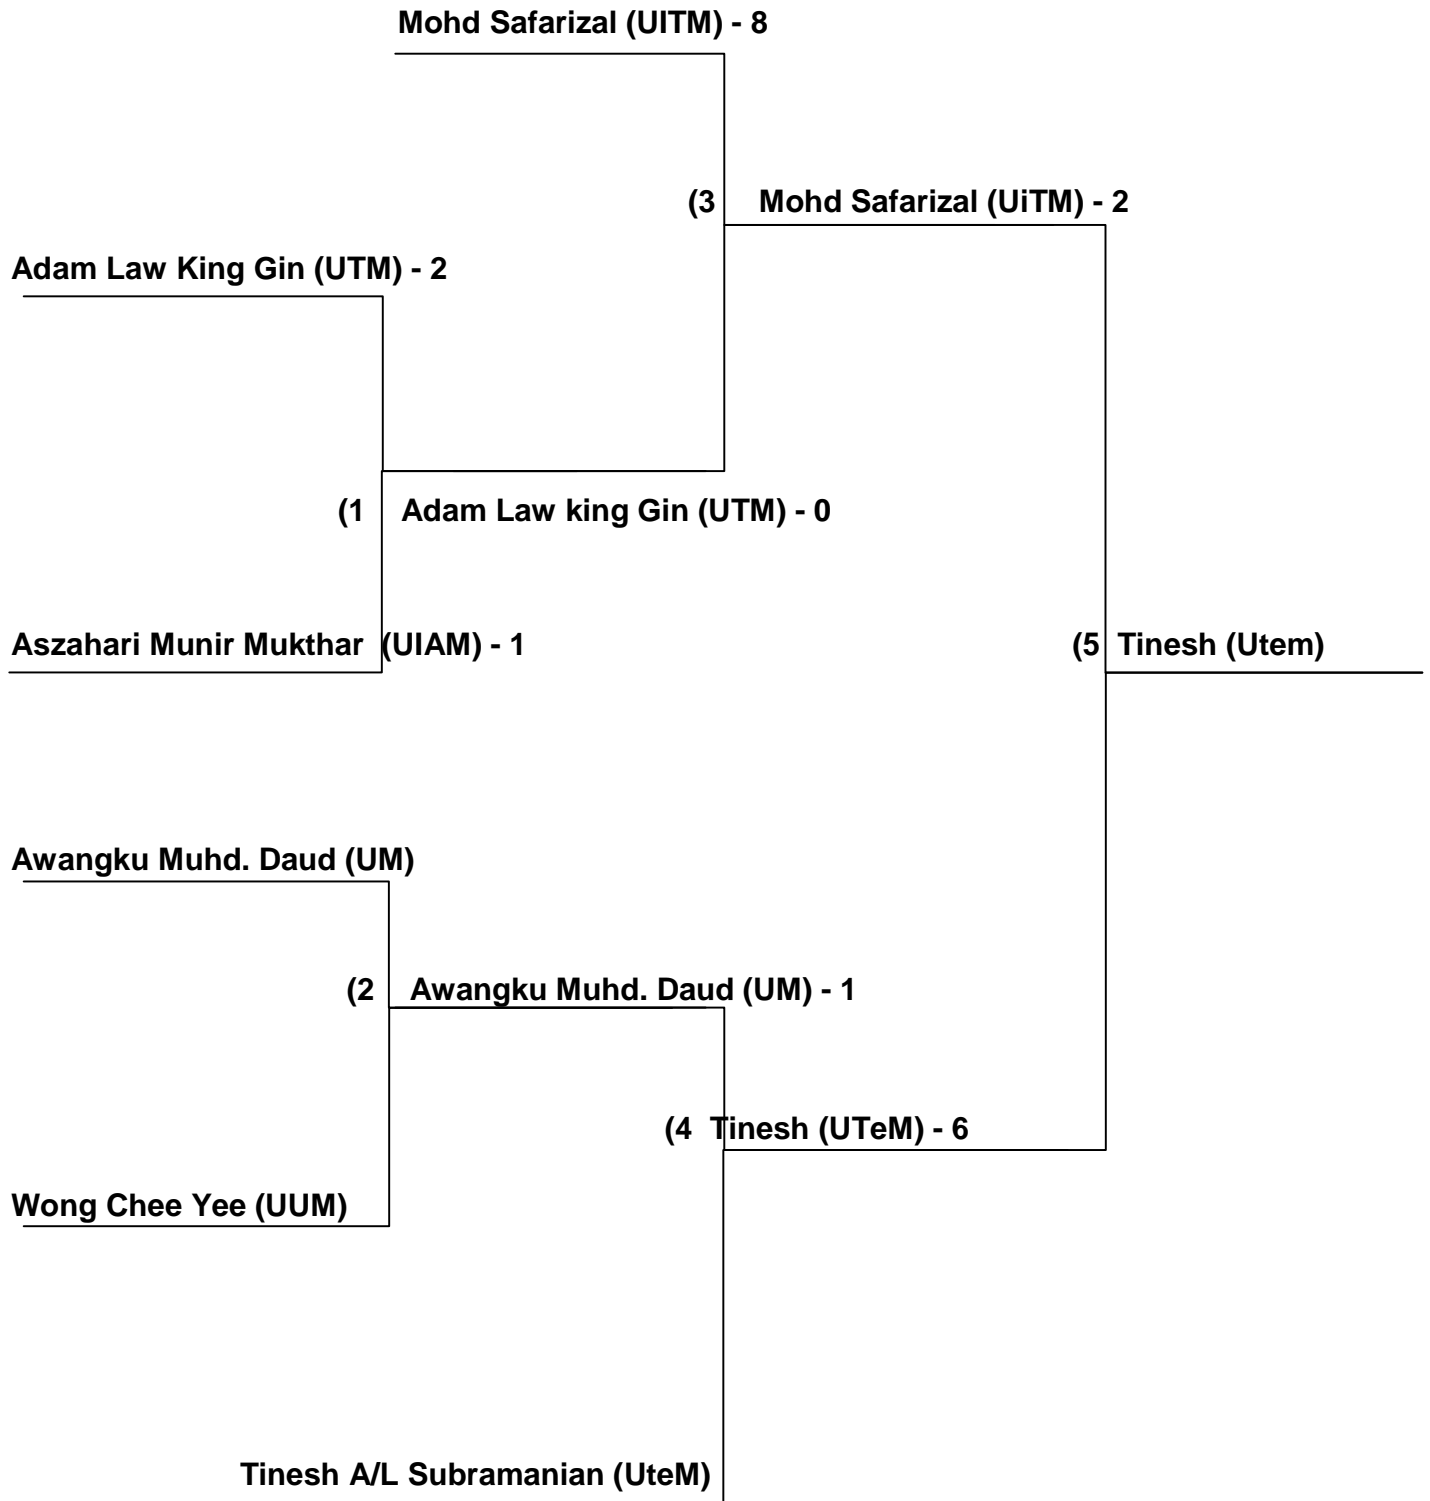 Mohd Safarizal (UITM) - 8
(3 Mohd Safarizal (UiTM) - 2
Adam Law King Gin (UTM) - 2
(1 Adam Law king Gin (UTM) - 0
Aszahari Munir Mukthar (UIAM) - 1
(5 Tinesh (Utem)
Awangku Muhd. Daud (UM)
(2 Awangku Muhd. Daud (UM) - 1
(4 Tinesh (UTeM) - 6
Wong Chee Yee (UUM)
Tinesh A/L Subramanian (UteM)